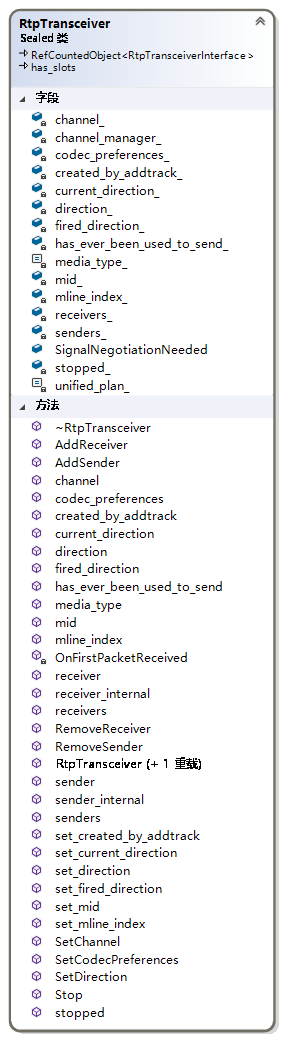 RtpTransceiver
Sealed 类
RefCountedObject<RtpTransceiverInterface>
has_slots
字段
channel_
channel_manager_
codec_preferences_
created_by_addtrack_
current_direction_
direction_
fired_direction_
has_ever_been_used_to_send_
media_type_
mid_
mline_index_
receivers_
senders_
SignalNegotiationNeeded
stopped_
unified_plan_
方法
~RtpTransceiver
AddReceiver
AddSender
channel
codec_preferences
created_by_addtrack
current_direction
direction
fired_direction
has_ever_been_used_to_send
media_type
mid
mline_index
OnFirstPacketReceived
receiver
receiver_internal
receivers
RemoveReceiver
RemoveSender
RtpTransceiver (+ 1 重载)
sender
sender_internal
senders
set_created_by_addtrack
set_current_direction
set_direction
set_fired_direction
set_mid
set_mline_index
SetChannel
SetCodecPreferences
SetDirection
Stop
stopped